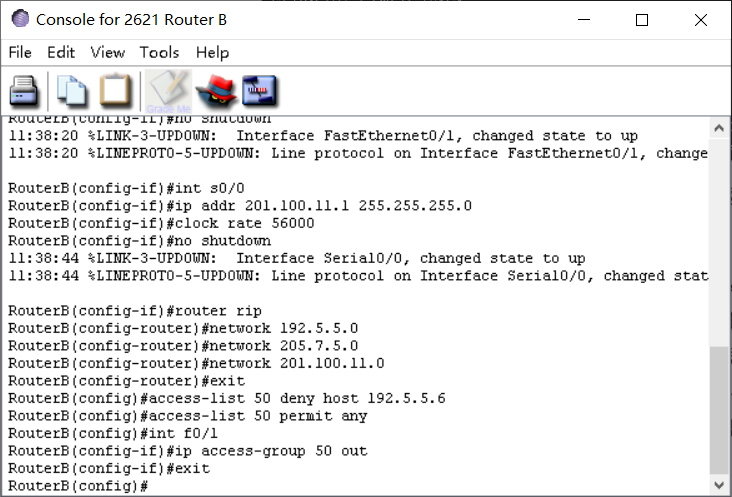 Console for 2621 Router B
File Edit View Tools Help
Grade Me
RouterB(config-if)#no shutdown
11:38:20 %LINK-3-UPDOWN: Interface FastEthernet0/1, changed state to up
11:38:20 %LINEPROTO-5-UPDOWN: Line protocol on Interface FastEthernet0/1, change
RouterB(config-if)#int s0/0
RouterB(config-if)#ip addr 201.100.11.1 255.255.255.0
RouterB(config-if)#clock rate 56000
RouterB(config-if)#no shutdown
11:38:44 %LINK-3-UPDOWN: Interface Serial0/0, changed state to up
11:38:44 %LINEPROTO-5-UPDOWN: Line protocol on Interface Serial0/0, changed stat
RouterB(config-if)#router rip
RouterB(config-router)#network 192.5.5.0
RouterB(config-router)#network 205.7.5.0
RouterB(config-router)#network 201.100.11.0
RouterB(config-router)#exit
RouterB(config)#access-list 50 deny host 192.5.5.6
RouterB(config)#access-list 50 permit any
RouterB(config)#int f0/1
RouterB(config-if)#ip access-group 50 out
RouterB(config-if)#exit
RouterB(config)#